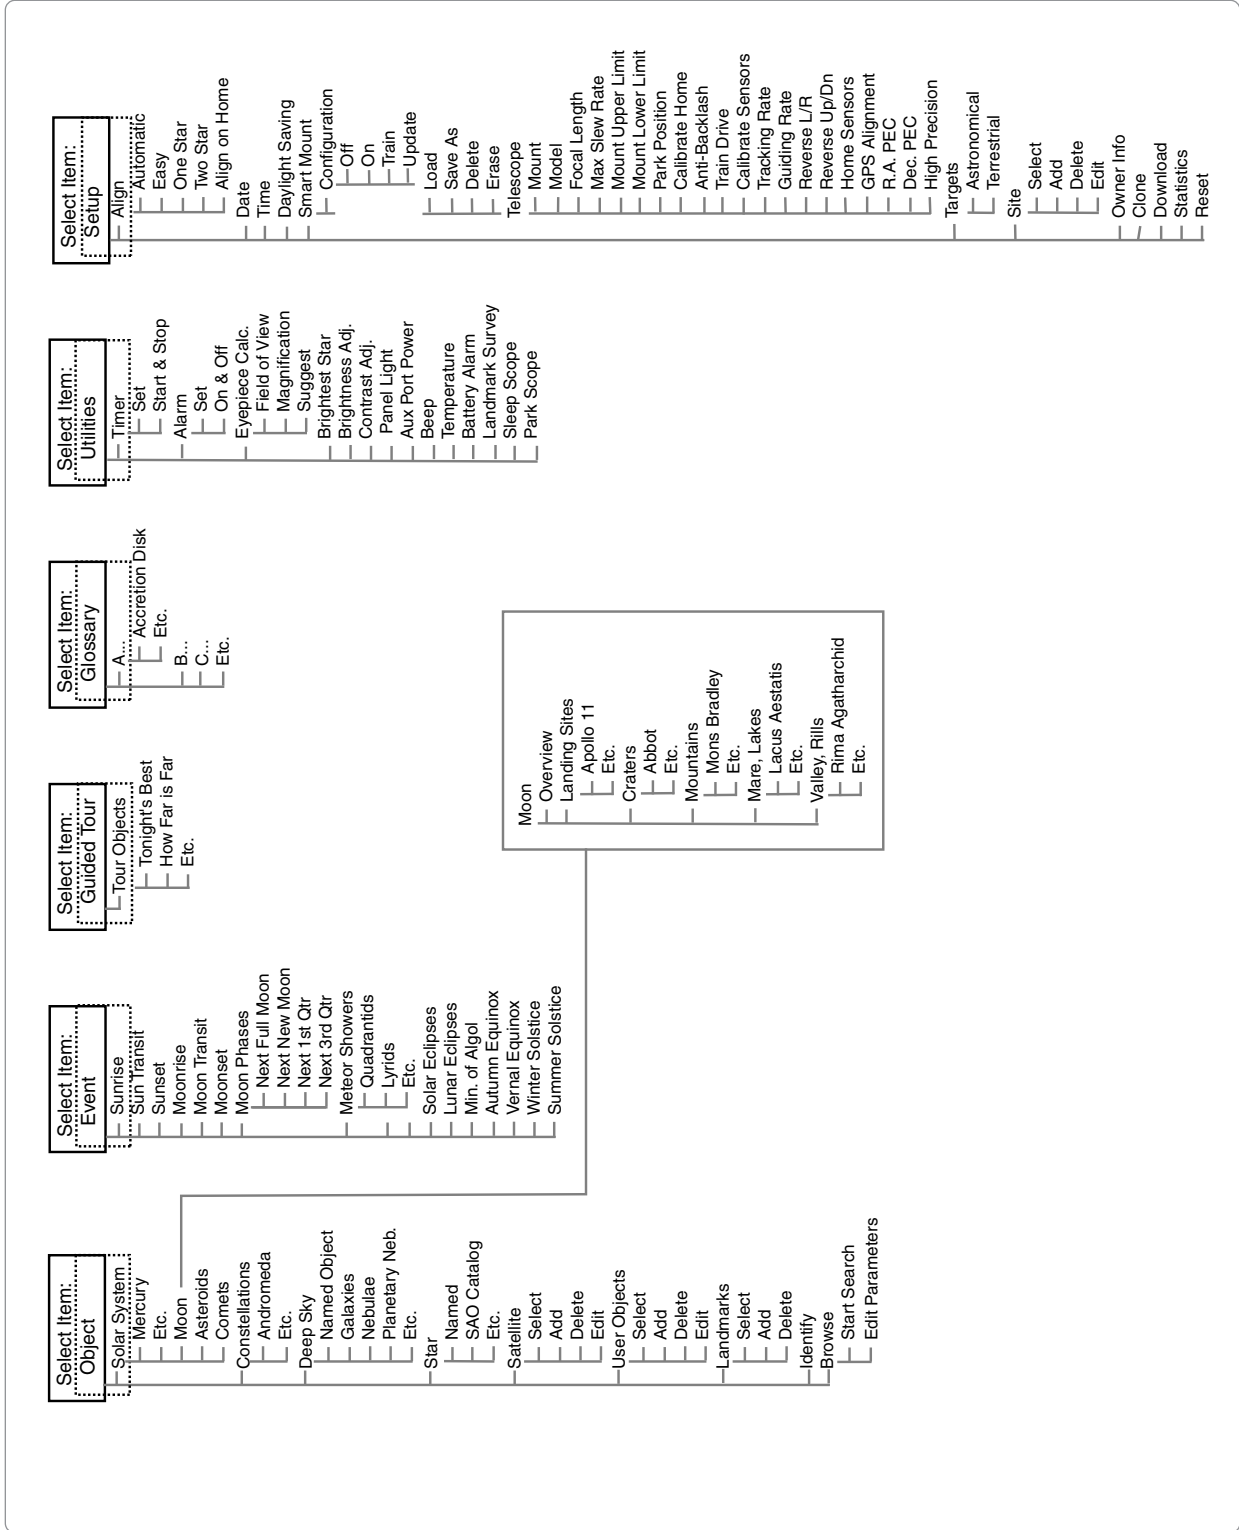 Select Item:
Object
Solar System
Mercury
Etc.
Moon
Asteroids
Comets
Constellations
Andromeda
Etc.
Deep Sky
Named Object
Galaxies
Nebulae
Planetary Neb.
Etc.
Star
Named
SAO Catalog
Etc.
Satellite
Select
Add
Delete
Edit
User Objects
Select
Add
Delete
Edit
Landmarks
Select
Add
Delete
Identify
Browse
Start Search
Edit Parameters
Select Item:
Event
Sunrise
Sun Transit
Sunset
Moonrise
Moon Transit
Moonset
Moon Phases
Next Full Moon
Next New Moon
Next 1st Qtr
Next 3rd Qtr
Meteor Showers
Quadrantids
Lyrids
Etc.
Solar Eclipses
Lunar Eclipses
Min. of Algol
Autumn Equinox
Vernal Equinox
Winter Solstice
Summer Solstice
Select Item:
Guided Tour
Tour Objects
Tonight's Best
How Far is Far
Etc.
Moon
Overview
Landing Sites
Apollo 11
Etc.
Craters
Abbot
Etc.
Mountains
Mons Bradley
Etc.
Mare, Lakes
Lacus Aestatis
Etc.
Valley, Rills
Rima Agatharchid
Etc.
Select Item:
Glossary
A...
Accretion Disk
Etc.
B...
C...
Etc.
Select Item:
Utilities
Timer
Set
Start & Stop
Alarm
Set
On & Off
Eyepiece Calc.
Field of View
Magnification
Suggest
Brightest Star
Brightness Adj.
Contrast Adj.
Panel Light
Aux Port Power
Beep
Temperature
Battery Alarm
Landmark Survey
Sleep Scope
Park Scope
Select Item:
Setup
Align
Automatic
Easy
One Star
Two Star
Align on Home
Date
Time
Daylight Saving
Smart Mount
Configuration
Off
On
Train
Update
Load
Save As
Delete
Erase
Telescope
Mount
Model
Focal Length
Max Slew Rate
Mount Upper Limit
Mount Lower Limit
Park Position
Calibrate Home
Anti-Backlash
Train Drive
Calibrate Sensors
Tracking Rate
Guiding Rate
Reverse L/R
Reverse Up/Dn
Home Sensors
GPS Alignment
R.A. PEC
Dec. PEC
High Precision
Targets
Astronomical
Terrestrial
Site
Select
Add
Delete
Edit
Owner Info
Clone
Download
Statistics
Reset